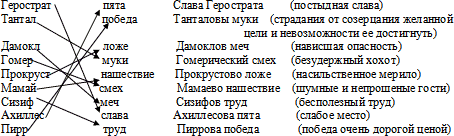 Герострат пята Слава Герострата (постыдная слава)
Тантал победа Танталовы муки (страдания от созерцания желанной
цели и невозможности ее достигнуть)
Дамокл ложе Дамоклов меч (нависшая опасность)
Гомер муки Гомерический смех (безудержный хохот)
Прокруст нашествие Прокрустово ложе (насильственное мерило)
Мамай смех Мамаево нашествие (шумные и непрошеные гости)
Сизиф меч Сизифов труд (бесполезный труд)
Ахиллес слава Ахиллесова пята (слабое место)
Пирр труд Пиррова победа (победа очень дорогой ценой)